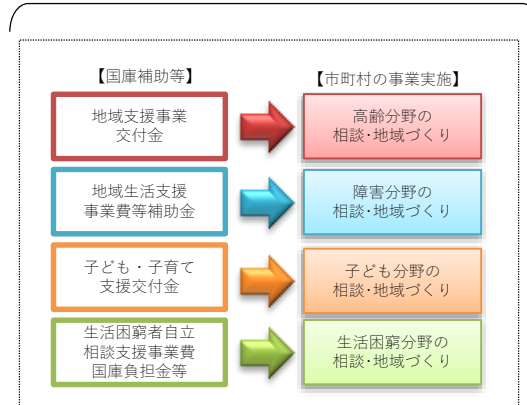 【国庫補助等】
【市町村の事業実施】
地域支援事業
交付金
高齢分野の
相談・地域づくり
地域生活支援
事業費等補助金
障害分野の
相談・地域づくり
子ども・子育て
支援交付金
子ども分野の
相談・地域づくり
生活困窮者自立
相談支援事業費
国庫負担金等
生活困窮分野の
相談・地域づくり